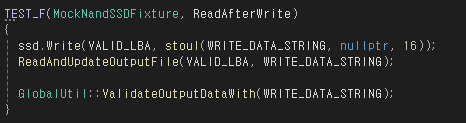 TEST_F(MockNandSSDFixture, ReadAfterWrite)
{
ssd.Write(VALID_LBA, stoul(WRITE_DATA_STRING, nullptr, 16));
ReadAndUpdateOutputFile(VALID_LBA, WRITE_DATA_STRING);
GlobalUtil::ValidateOutputDataWith(WRITE_DATA_STRING);
}